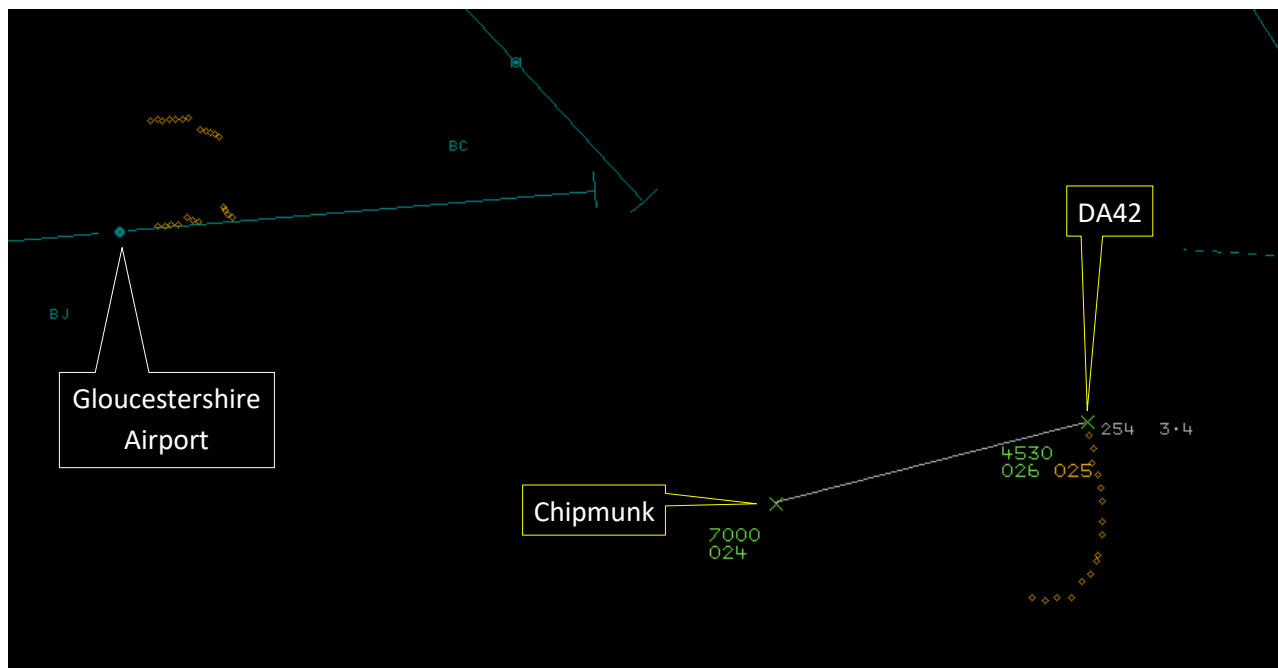 BC
DA42
BJ
Gloucestershire
Airport
254 3·4
4530
026 025
Chipmunk
7000
024